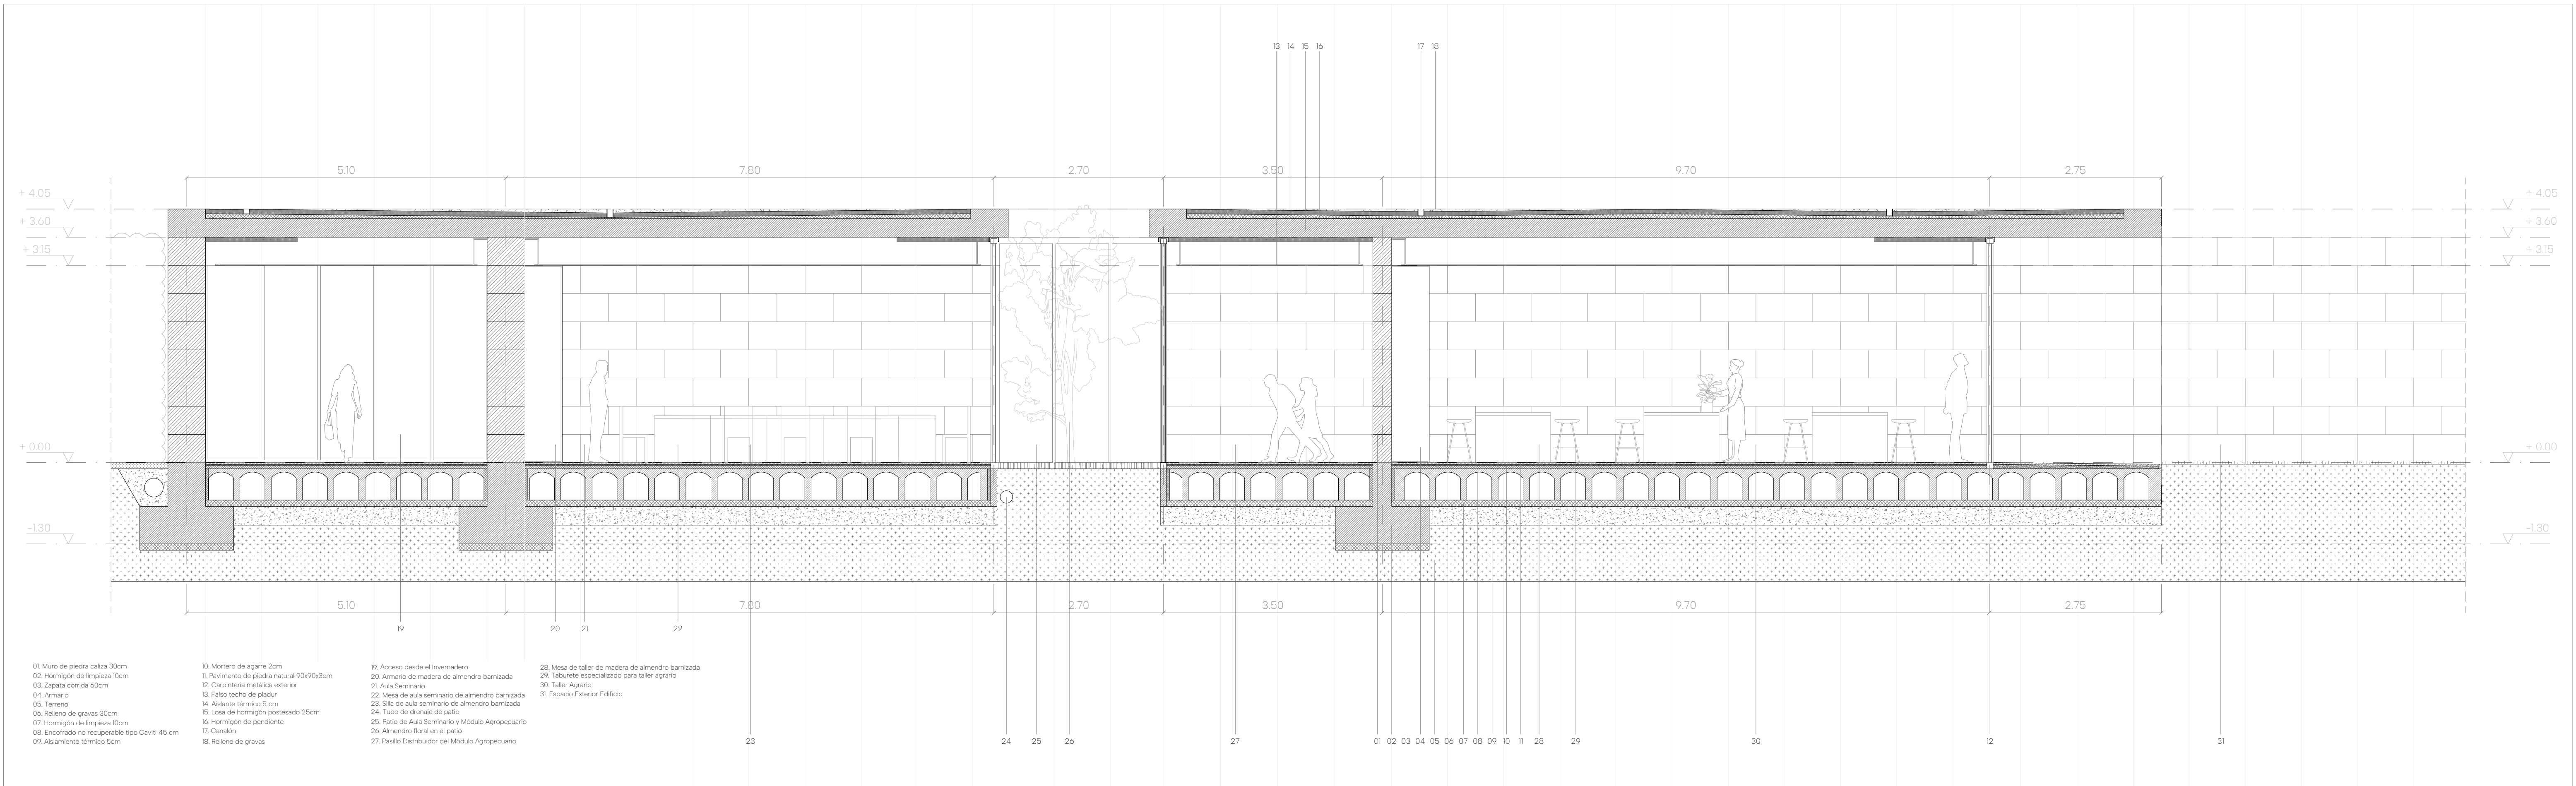 13 14 15 16 17 18
5.10 7.80 2.70 3.50 9.70 2.75
+ 4.05 + 4.05
+ 3.60 + 3.60
+ 3.15 + 3.15
+ 0.00 + 0.00
-1.30 -1.30
5.10 7.80 2.70 3.50 9.70 2.75
19 20 21 22
23 24 25 26 27 01 02 03 04 05 06 07 08 09 10 11 28 29 30 12 31
01. Muro de piedra caliza 30cm
02. Hormigón de limpieza 10cm
03. Zapata corrida 60cm
04. Armario
05. Terreno
06. Relleno de gravas 30cm
07. Hormigón de limpieza 10cm
08. Encofrado no recuperable tipo Caviti 45 cm
09. Aislamiento térmico 5cm
10. Mortero de agarre 2cm
11. Pavimento de piedra natural 90x90x3cm
12. Carpintería metálica exterior
13. Falso techo de pladur
14. Aislante térmico 5 cm
15. Losa de hormigón postesado 25cm
16. Hormigón de pendiente
17. Canalón
18. Relleno de gravas
19. Acceso desde el Invernadero
20. Armario de madera de almendro barnizada
21. Aula Seminario
22. Mesa de aula seminario de almendro barnizada
23. Silla de aula seminario de almendro barnizada
24. Tubo de drenaje de patio
25. Patio de Aula Seminario y Módulo Agropecuario
26. Almendro floral en el patio
27. Pasillo Distribuidor del Módulo Agropecuario
28. Mesa de taller de madera de almendro barnizada
29. Taburete especializado para taller agrario
30. Taller Agrario
31. Espacio Exterior Edificio